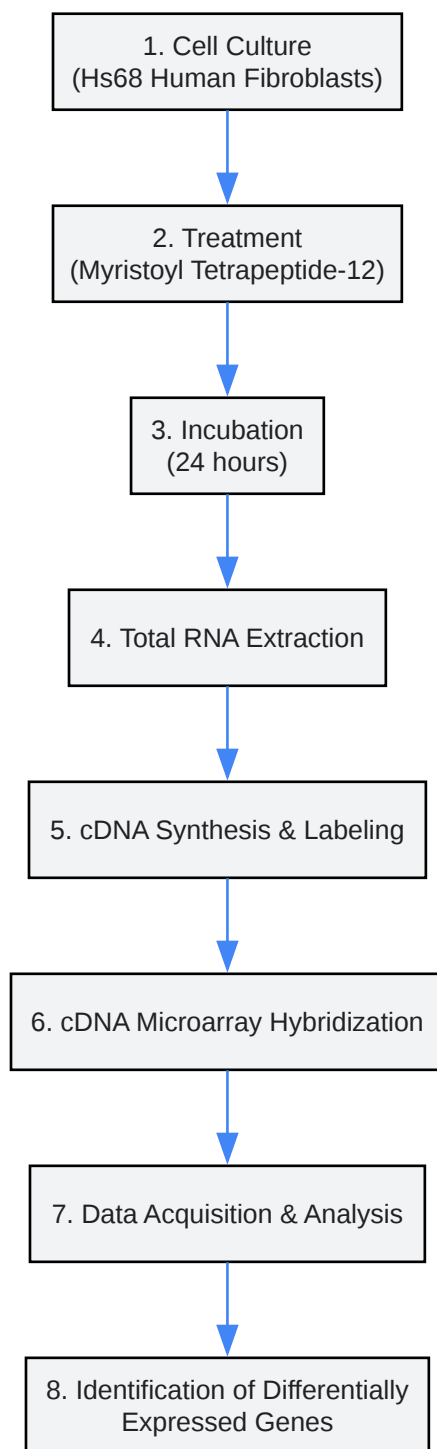 1. Cell Culture
(Hs68 Human Fibroblasts)
2. Treatment
(Myristoyl Tetrapeptide-12)
3. Incubation
(24 hours)
4. Total RNA Extraction
5. cDNA Synthesis & Labeling
6. cDNA Microarray Hybridization
7. Data Acquisition & Analysis
8. Identification of Differentially
Expressed Genes